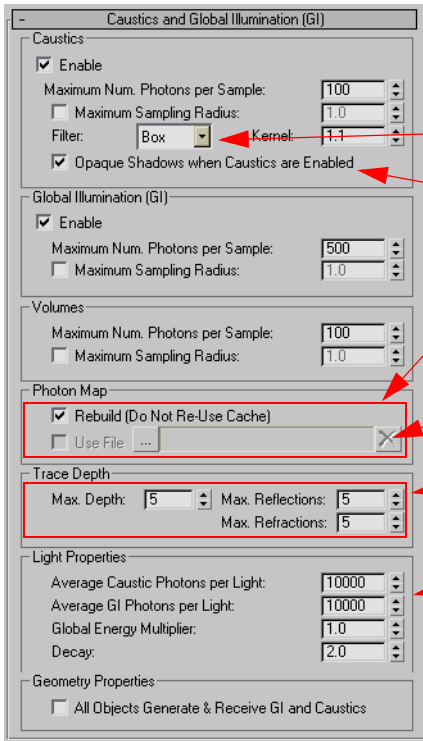 - Caustics and Global Illumination (GI)
Caustics
Enable
Maximum Num. Photons per Sample: 100
Maximum Sampling Radius: 1.0
Filter: Box Kernel: 1.1
Opaque Shadows when Caustics are Enabled
Global Illumination (GI)
Enable
Maximum Num. Photons per Sample: 500
Maximum Sampling Radius: 1.0
Volumes
Maximum Num. Photons per Sample: 100
Maximum Sampling Radius: 1.0
Photon Map
Rebuild (Do Not Re-Use Cache)
Use File ...
Trace Depth
Max. Depth: 5 Max. Reflections: 5
Max. Refractions: 5
Light Properties
Average Caustic Photons per Light: 10000
Average GI Photons per Light: 10000
Global Energy Multiplier: 1.0
Decay: 2.0
Geometry Properties
All Objects Generate & Receive GI and Caustics